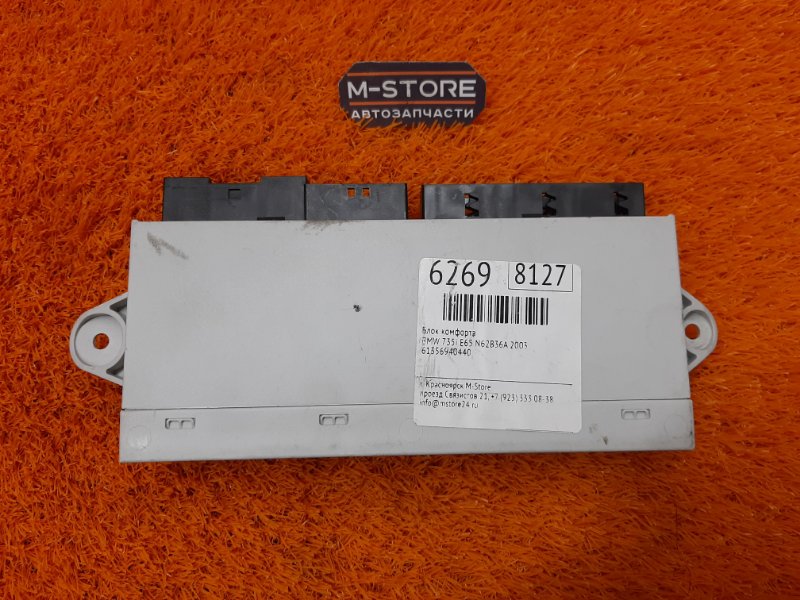 M-STORE
АВТОЗАПЧАСТИ
6269 8127
Блок комфорта
BMW 735i E65 N62B36A 2003
61356940440
г. Красноярск M-Store
проезд Связистов 21, +7 (923) 333 08-38
info@mstore24.ru